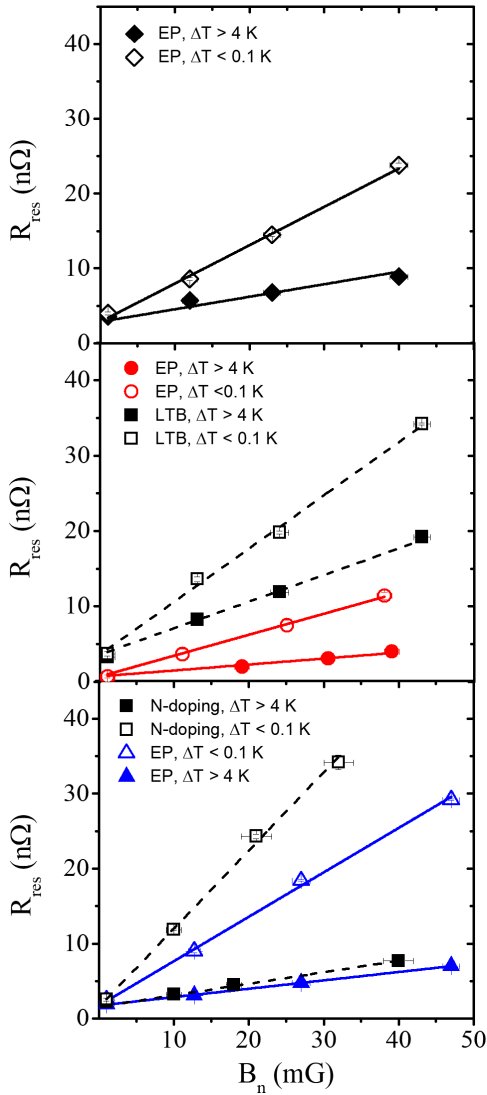 EP, ΔT > 4 K
EP, ΔT < 0.1 K
40
30
20
10
0
R_res (nΩ)
EP, ΔT > 4 K
EP, ΔT <0.1 K
LTB, ΔT > 4 K
LTB, ΔT < 0.1 K
40
30
20
10
0
R_res (nΩ)
N-doping, ΔT > 4 K
N-doping, ΔT < 0.1 K
EP, ΔT < 0.1 K
EP, ΔT > 4 K
40
30
20
10
0
R_res (nΩ)
10 20 30 40 50
B_n (mG)